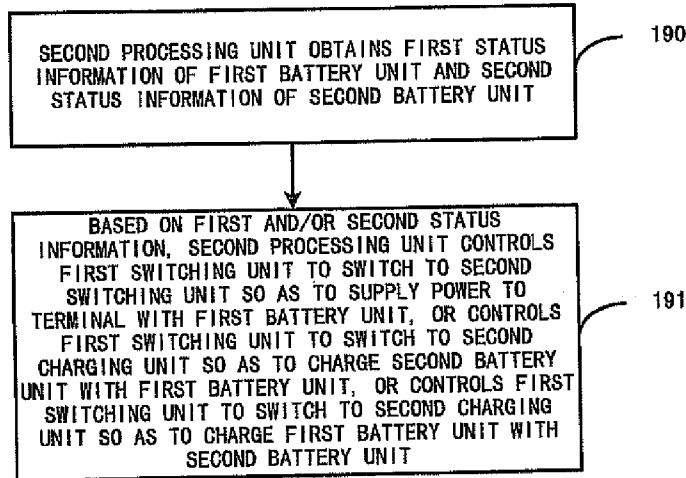 SECOND PROCESSING UNIT OBTAINS FIRST STATUS
INFORMATION OF FIRST BATTERY UNIT AND SECOND
STATUS INFORMATION OF SECOND BATTERY UNIT
190
BASED ON FIRST AND/OR SECOND STATUS
INFORMATION, SECOND PROCESSING UNIT CONTROLS
FIRST SWITCHING UNIT TO SWITCH TO SECOND
SWITCHING UNIT SO AS TO SUPPLY POWER TO
TERMINAL WITH FIRST BATTERY UNIT, OR CONTROLS
FIRST SWITCHING UNIT TO SWITCH TO SECOND
CHARGING UNIT SO AS TO CHARGE SECOND BATTERY
UNIT WITH FIRST BATTERY UNIT, OR CONTROLS FIRST
SWITCHING UNIT TO SWITCH TO SECOND CHARGING
UNIT SO AS TO CHARGE FIRST BATTERY UNIT WITH
SECOND BATTERY UNIT
191